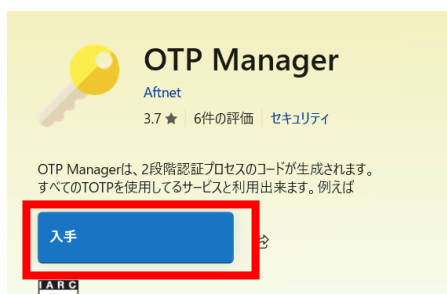 OTP Manager
Aftnet
3.7 ★ 6件の評価 セキュリティ
OTP Managerは、2段階認証プロセスのコードが生成されます。
すべてのTOTPを使用してるサービスと利用出来ます。例えば
入手
IARC